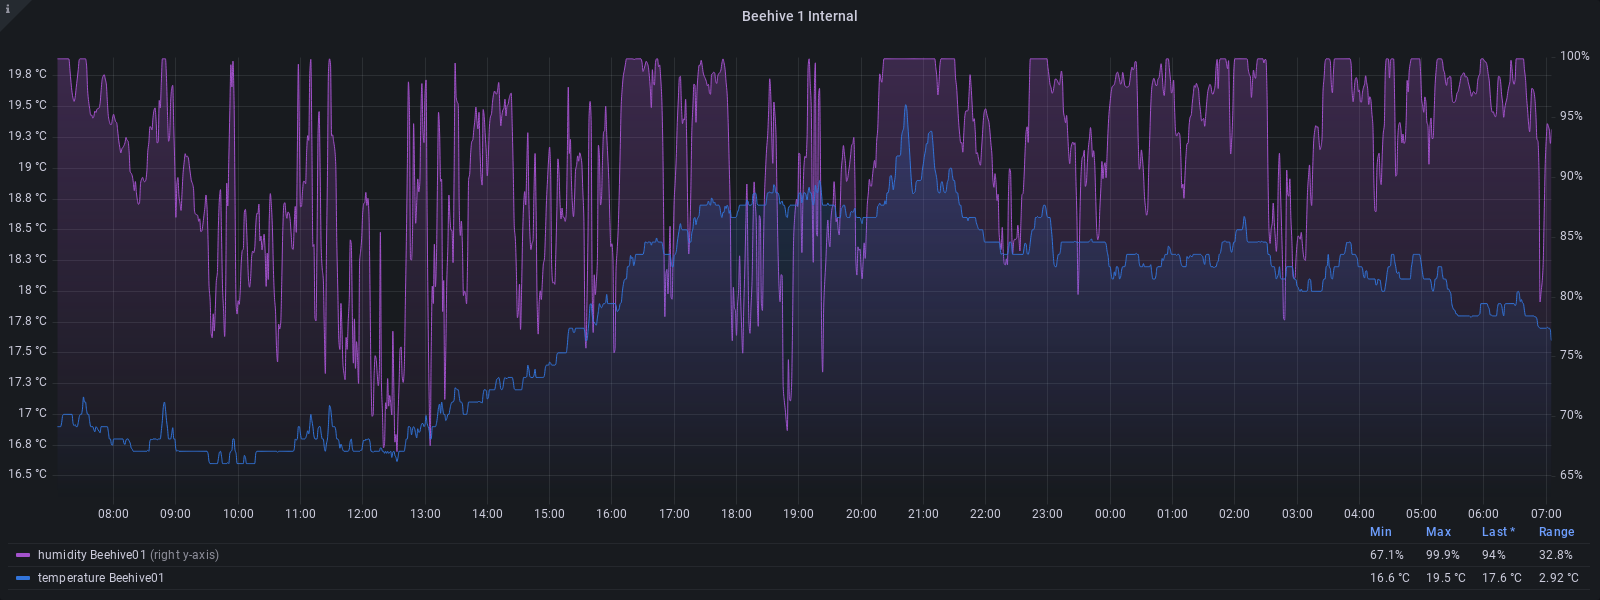 i
Beehive 1 Internal
100%
19.8 °C
19.5 °C
95%
19.3 °C
19 °C
90%
18.8 °C
18.5 °C
85%
18.3 °C
18 °C
80%
17.8 °C
17.5 °C
75%
17.3 °C
17 °C
70%
16.8 °C
16.5 °C
65%
08:00 09:00 10:00 11:00 12:00 13:00 14:00 15:00 16:00 17:00 18:00 19:00 20:00 21:00 22:00 23:00 00:00 01:00 02:00 03:00 04:00 05:00 06:00 07:00
Min Max Last * Range
humidity Beehive01 (right y-axis) 67.1% 99.9% 94% 32.8%
temperature Beehive01 16.6 °C 19.5 °C 17.6 °C 2.92 °C